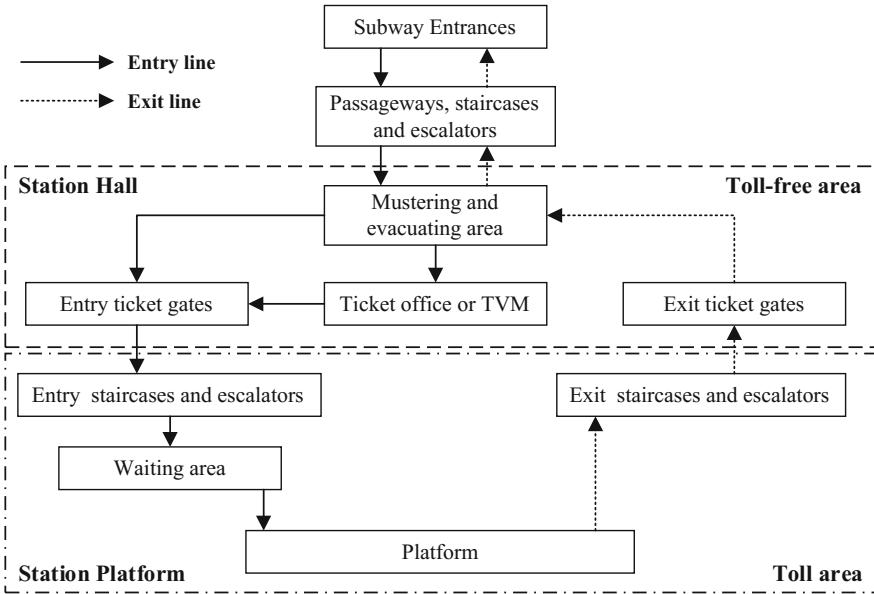 Subway Entrances
Entry line
Exit line
Passageways, staircases
and escalators
Station Hall
Toll-free area
Mustering and
evacuating area
Entry ticket gates
Ticket office or TVM
Exit ticket gates
Entry staircases and escalators
Exit staircases and escalators
Waiting area
Platform
Station Platform
Toll area